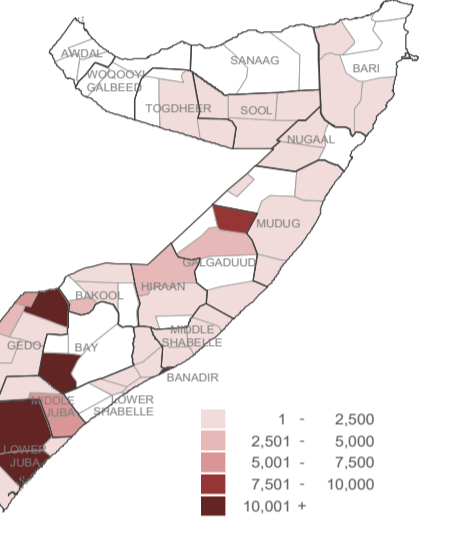 AWDAL
WOQOOYI
GALBEED
SANAAG
BARI
TOGDHEER
SOOL
NUGAAL
MUDUG
GALGADUUD
HIRAAN
BAKOOL
MIDDLE
SHABELLE
GEDO
BAY
BANADIR
LOWER
SHABELLE
MIDDLE
JUBA
LOWER
JUBA
1 - 2,500
2,501 - 5,000
5,001 - 7,500
7,501 - 10,000
10,001 +